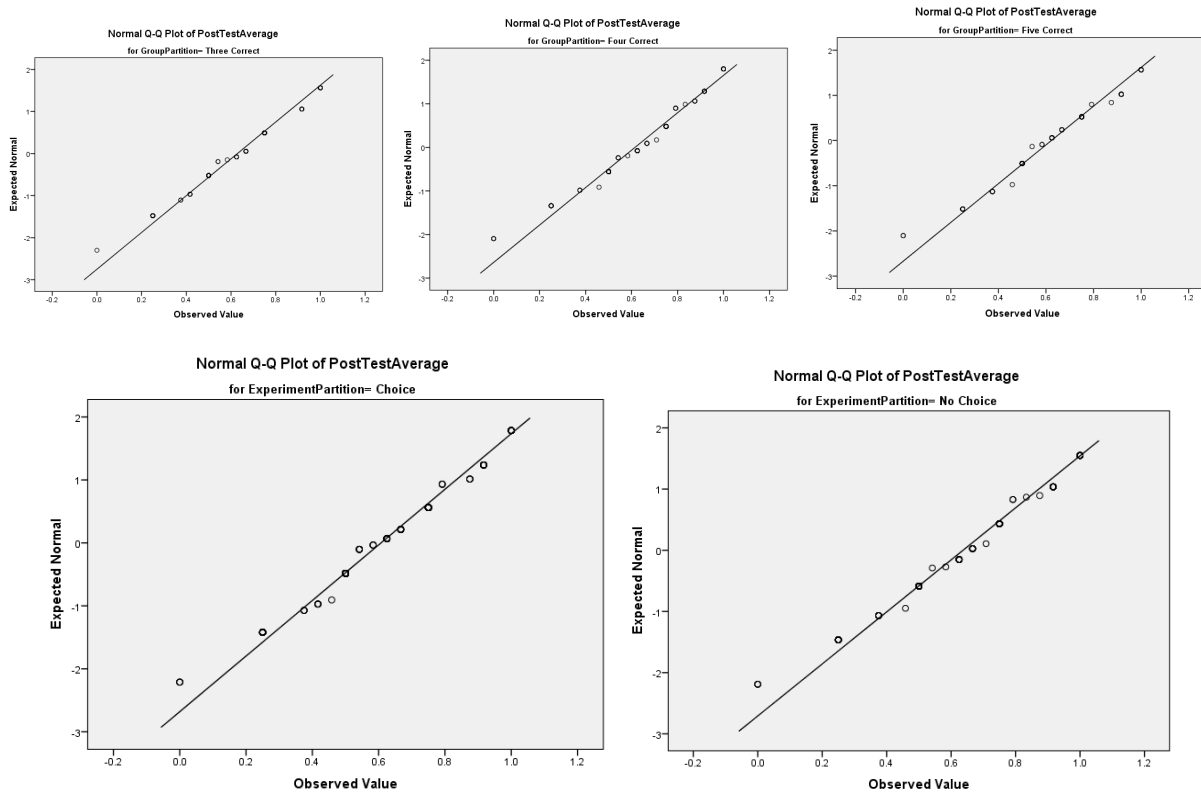 Normal Q-Q Plot of PostTestAverage
for GroupPartition= Three Correct
Expected Normal
2
1
0
-1
-2
-3
-0.2 0.0 0.2 0.4 0.6 0.8 1.0 1.2
Observed Value
Normal Q-Q Plot of PostTestAverage
for GroupPartition= Four Correct
Expected Normal
2
1
0
-1
-2
-3
-0.2 0.0 0.2 0.4 0.6 0.8 1.0 1.2
Observed Value
Normal Q-Q Plot of PostTestAverage
for GroupPartition= Five Correct
Expected Normal
2
1
0
-1
-2
-3
-0.2 0.0 0.2 0.4 0.6 0.8 1.0 1.2
Observed Value
Normal Q-Q Plot of PostTestAverage
for ExperimentPartition= Choice
Expected Normal
2
1
0
-1
-2
-3
-0.2 0.0 0.2 0.4 0.6 0.8 1.0 1.2
Observed Value
Normal Q-Q Plot of PostTestAverage
for ExperimentPartition= No Choice
Expected Normal
2
1
0
-1
-2
-3
-0.2 0.0 0.2 0.4 0.6 0.8 1.0 1.2
Observed Value